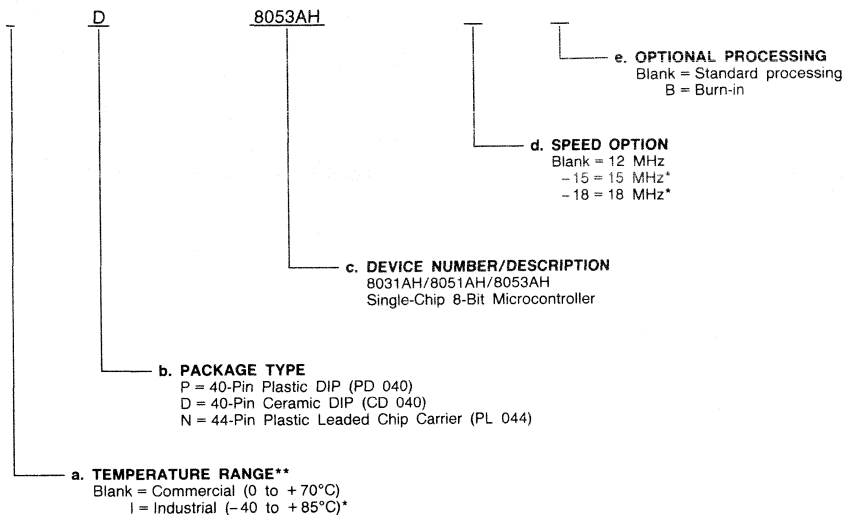 D 8053AH
e. OPTIONAL PROCESSING
Blank = Standard processing
B = Burn-in
d. SPEED OPTION
Blank = 12 MHz
–15 = 15 MHz*
–18 = 18 MHz*
c. DEVICE NUMBER/DESCRIPTION
8031AH/8051AH/8053AH
Single-Chip 8-Bit Microcontroller
b. PACKAGE TYPE
P = 40-Pin Plastic DIP (PD 040)
D = 40-Pin Ceramic DIP (CD 040)
N = 44-Pin Plastic Leaded Chip Carrier (PL 044)
a. TEMPERATURE RANGE**
Blank = Commercial (0 to +70°C)
I = Industrial (–40 to +85°C)*